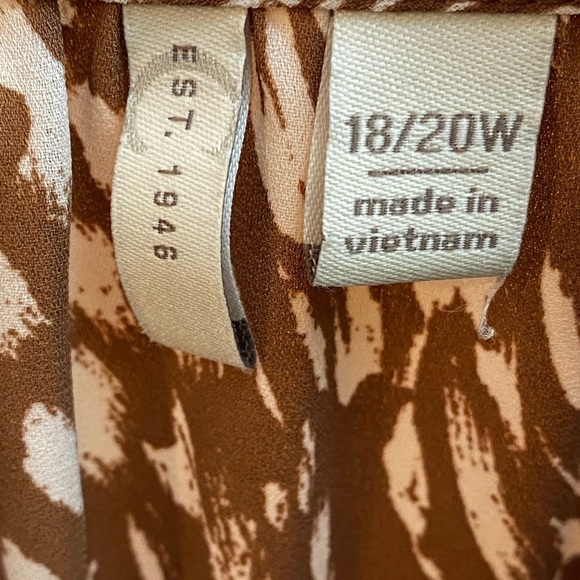 EST. 1946
18/20W
made in
vietnam